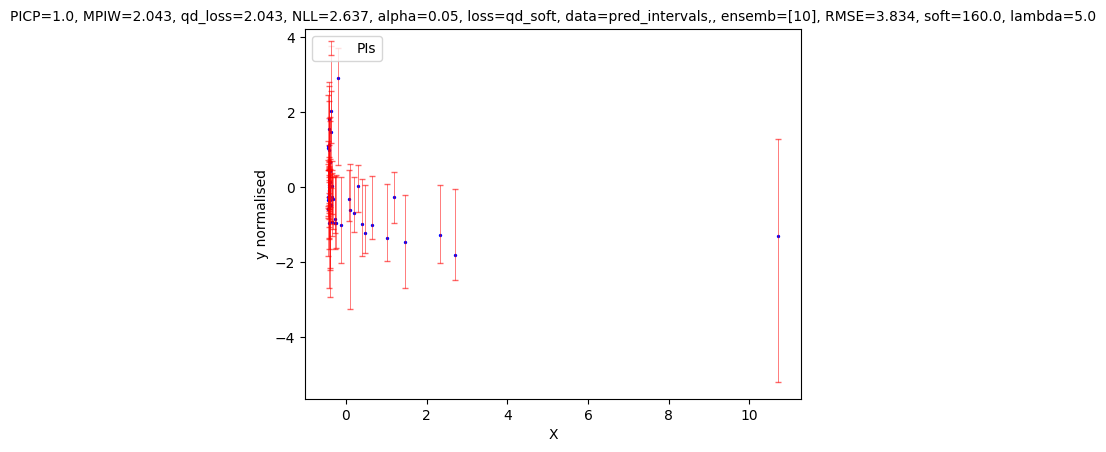 PICP=1.0, MPIW=2.043, qd_loss=2.043, NLL=2.637, alpha=0.05, loss=qd_soft, data=pred_intervals,, ensemb=[10], RMSE=3.834, soft=160.0, lambda=5.0
PIs
4
2
0
−2
−4
y normalised
0 2 4 6 8 10
X